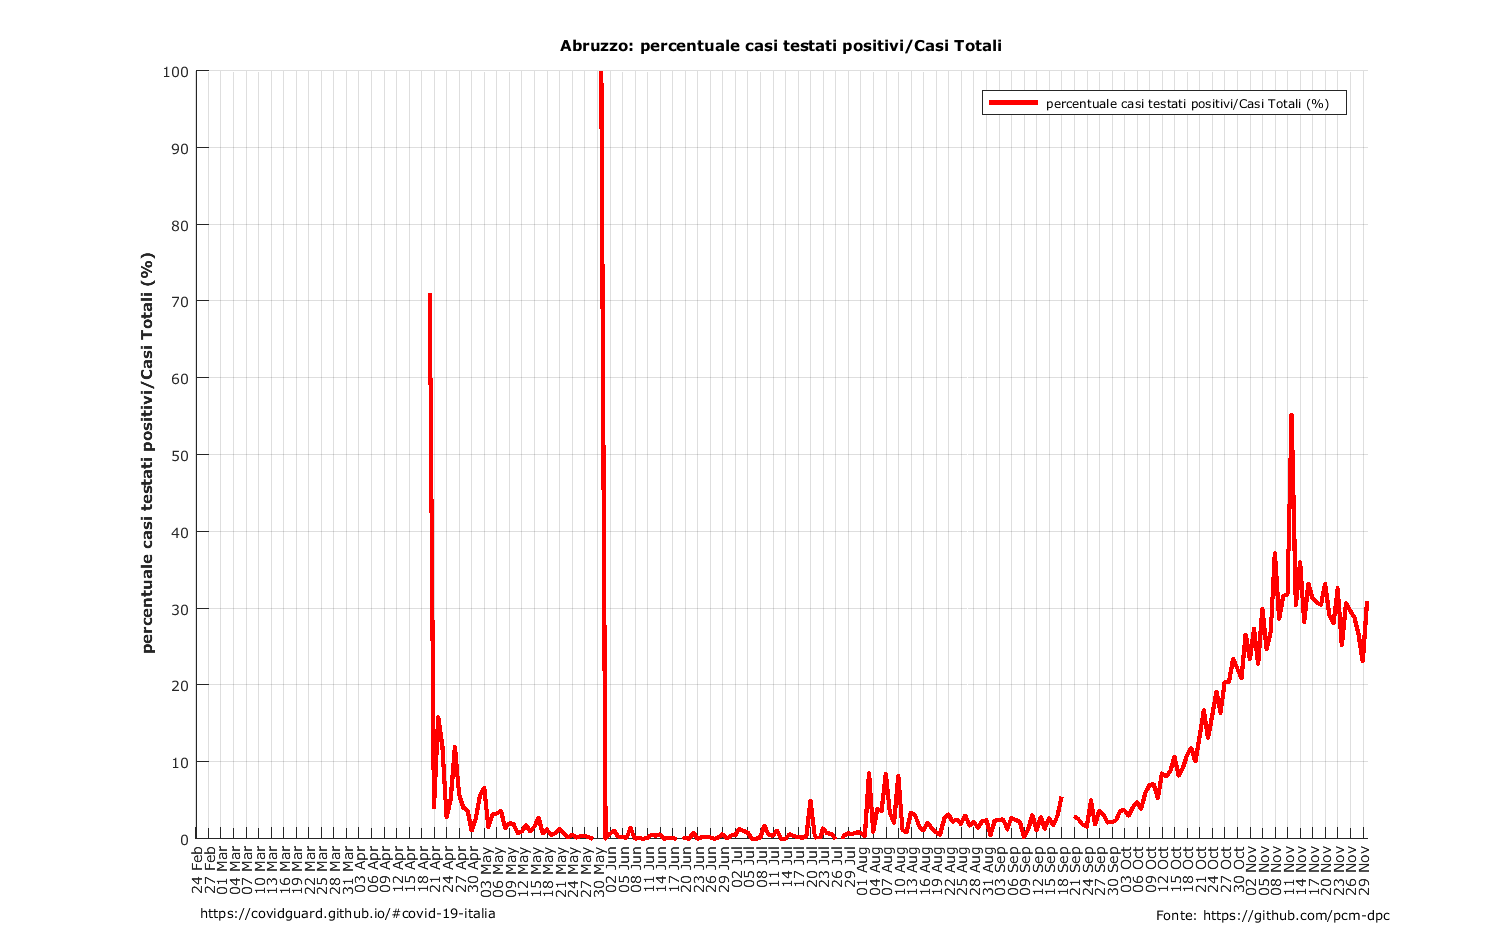 Abruzzo: percentuale casi testati positivi/Casi Totali
percentuale casi testati positivi/Casi Totali (%)
percentuale casi testati positivi/Casi Totali (%)
100
90
80
70
60
50
40
30
20
10
0
24 Feb
27 Feb
01 Mar
04 Mar
07 Mar
10 Mar
13 Mar
16 Mar
19 Mar
22 Mar
25 Mar
28 Mar
31 Mar
03 Apr
06 Apr
09 Apr
12 Apr
15 Apr
18 Apr
21 Apr
24 Apr
27 Apr
30 Apr
03 May
06 May
09 May
12 May
15 May
18 May
21 May
24 May
27 May
30 May
02 Jun
05 Jun
08 Jun
11 Jun
14 Jun
17 Jun
20 Jun
23 Jun
26 Jun
29 Jun
02 Jul
05 Jul
08 Jul
11 Jul
14 Jul
17 Jul
20 Jul
23 Jul
26 Jul
29 Jul
01 Aug
04 Aug
07 Aug
10 Aug
13 Aug
16 Aug
19 Aug
22 Aug
25 Aug
28 Aug
31 Aug
03 Sep
06 Sep
09 Sep
12 Sep
15 Sep
18 Sep
21 Sep
24 Sep
27 Sep
30 Sep
03 Oct
06 Oct
09 Oct
12 Oct
15 Oct
18 Oct
21 Oct
24 Oct
27 Oct
30 Oct
02 Nov
05 Nov
08 Nov
11 Nov
14 Nov
17 Nov
20 Nov
23 Nov
26 Nov
29 Nov
https://covidguard.github.io/#covid-19-italia
Fonte: https://github.com/pcm-dpc